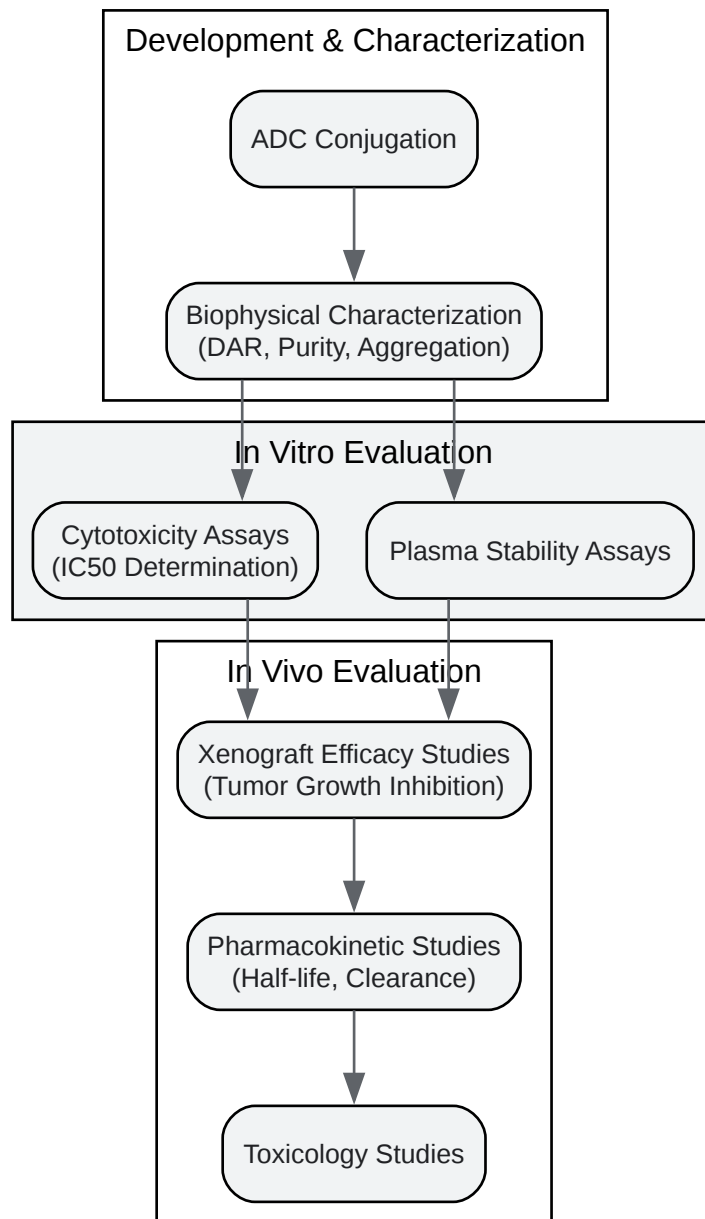 Development & Characterization
ADC Conjugation
Biophysical Characterization
(DAR, Purity, Aggregation)
In Vitro Evaluation
Cytotoxicity Assays
(IC50 Determination)
Plasma Stability Assays
In Vivo Evaluation
Xenograft Efficacy Studies
(Tumor Growth Inhibition)
Pharmacokinetic Studies
(Half-life, Clearance)
Toxicology Studies